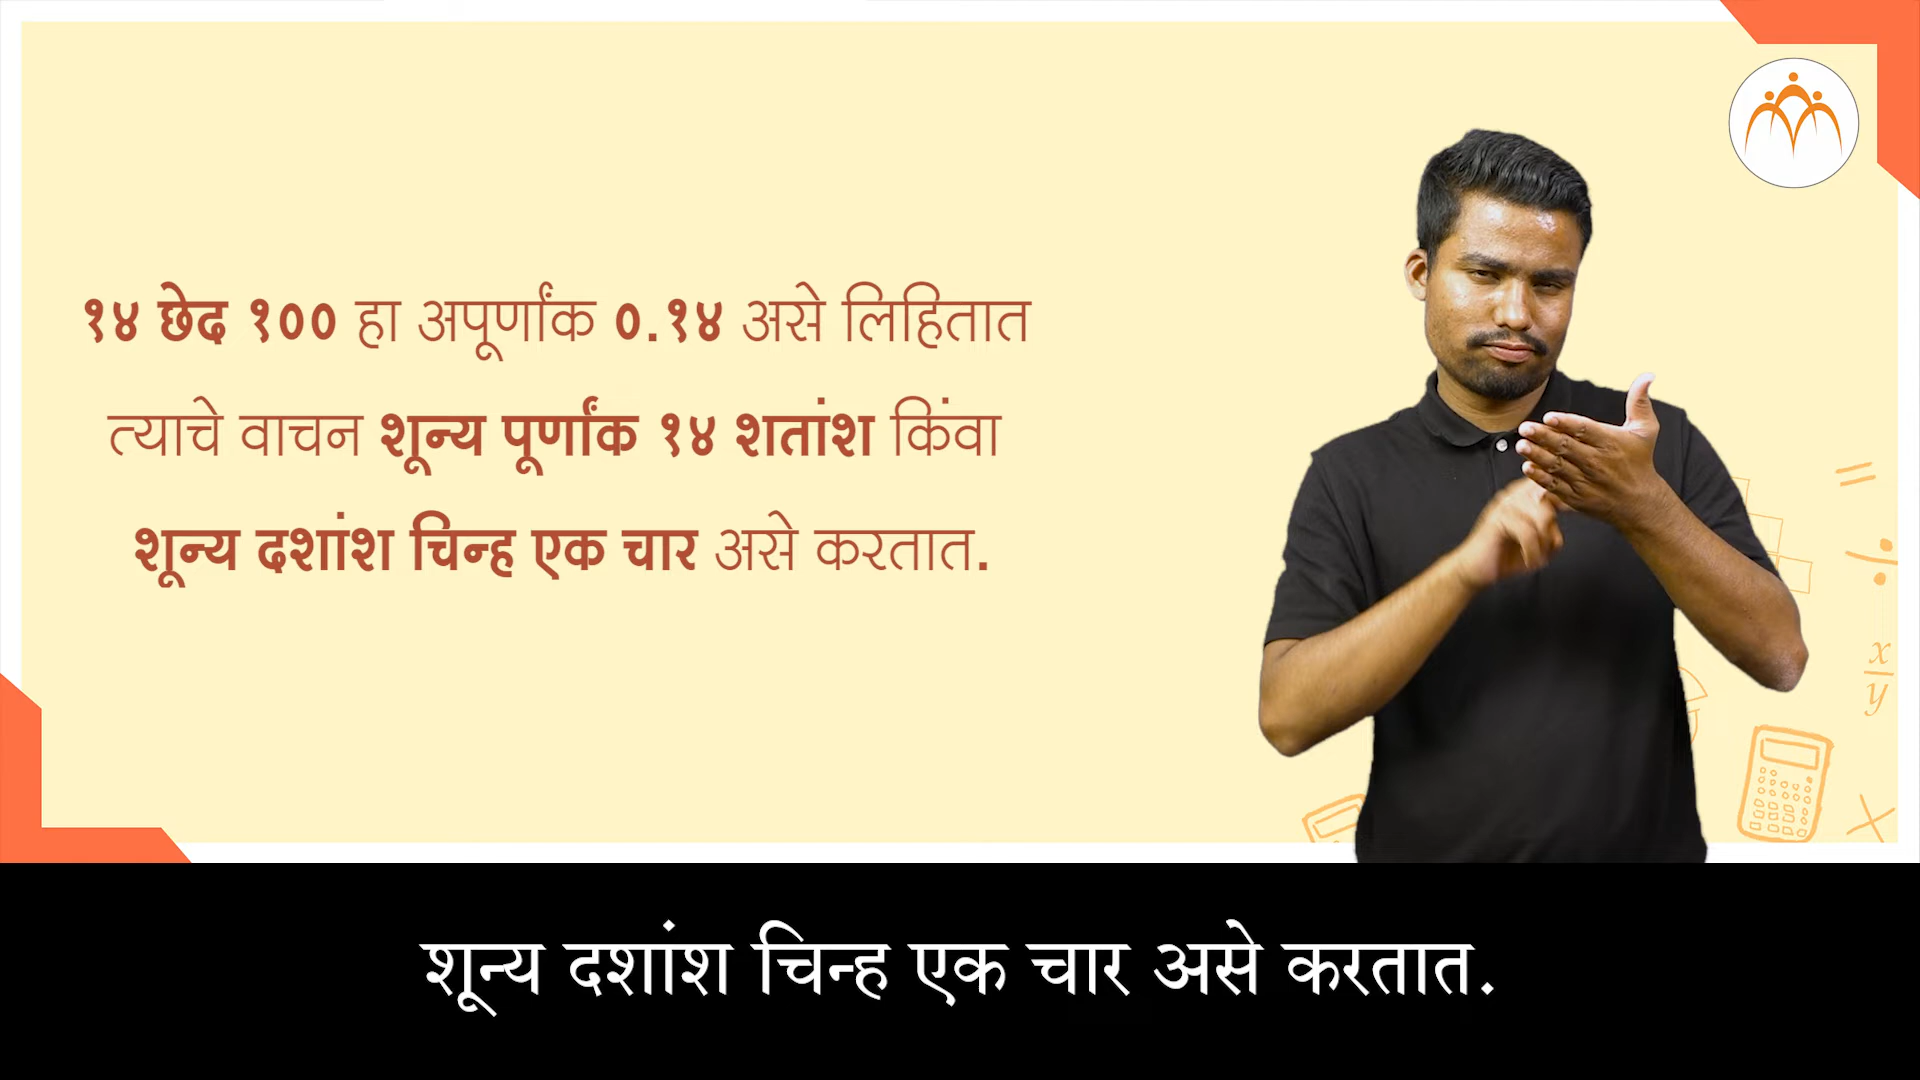 १४ छेद १०० हा अपूर्णांक ०.१४ असे लिहितात
त्याचे वाचन शून्य पूर्णांक १४ शतांश किंवा
शून्य दशांश चिन्ह एक चार असे करतात.
=
÷
x
y
×
शून्य दशांश चिन्ह एक चार असे करतात.